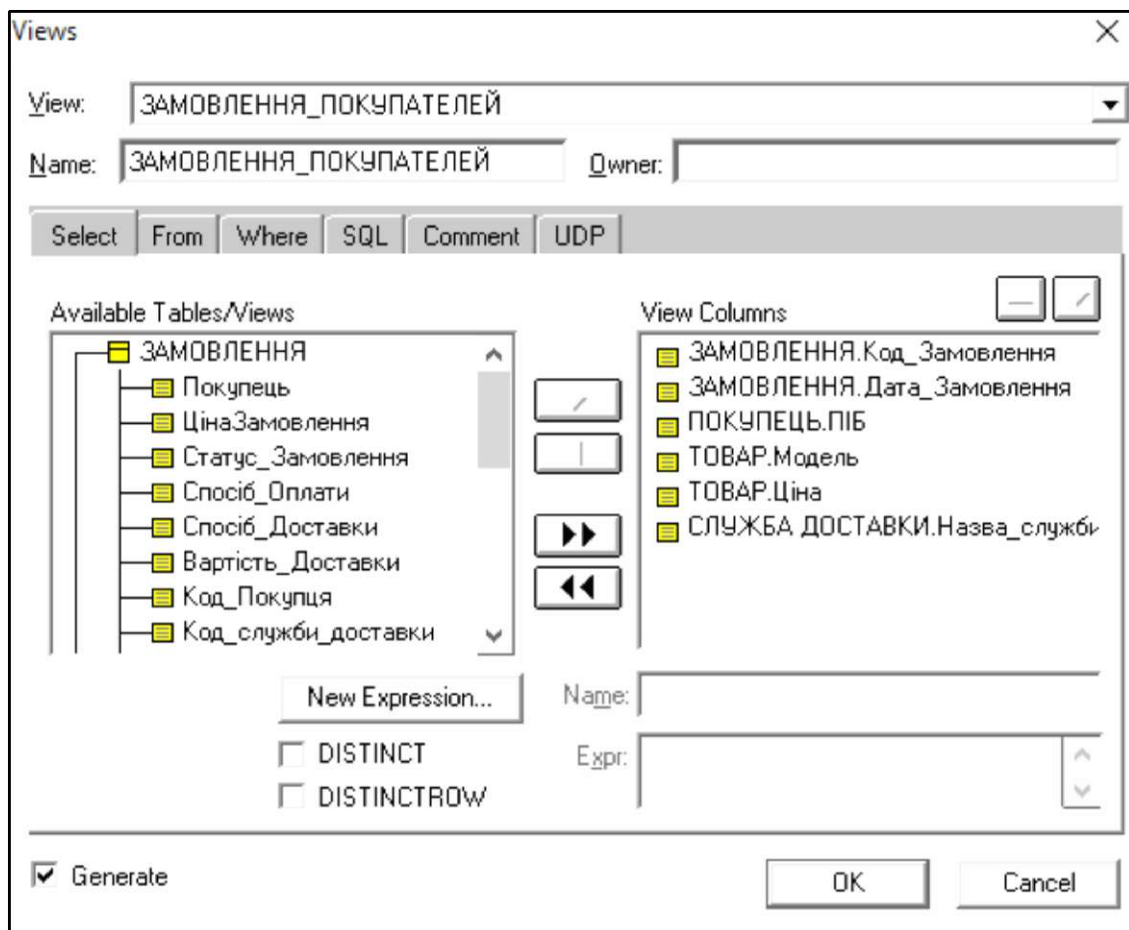 Views
View: ЗАМОВЛЕННЯ_ПОКУПАТЕЛЕЙ
Name: ЗАМОВЛЕННЯ_ПОКУПАТЕЛЕЙ Owner:
Select From Where SQL Comment UDP
Available Tables/Views View Columns
ЗАМОВЛЕННЯ
Покупець
ЦінаЗамовлення
Статус_Замовлення
Спосіб_Оплати
Спосіб_Доставки
Вартість_Доставки
Код_Покупця
Код_служби_доставки
ЗАМОВЛЕННЯ.Код_Замовлення
ЗАМОВЛЕННЯ.Дата_Замовлення
ПОКУПЕЦЬ.ПІБ
ТОВАР.Модель
ТОВАР.Ціна
СЛУЖБА ДОСТАВКИ.Назва_служби
New Expression... Name:
DISTINCT Expr:
DISTINCTROW
Generate OK Cancel